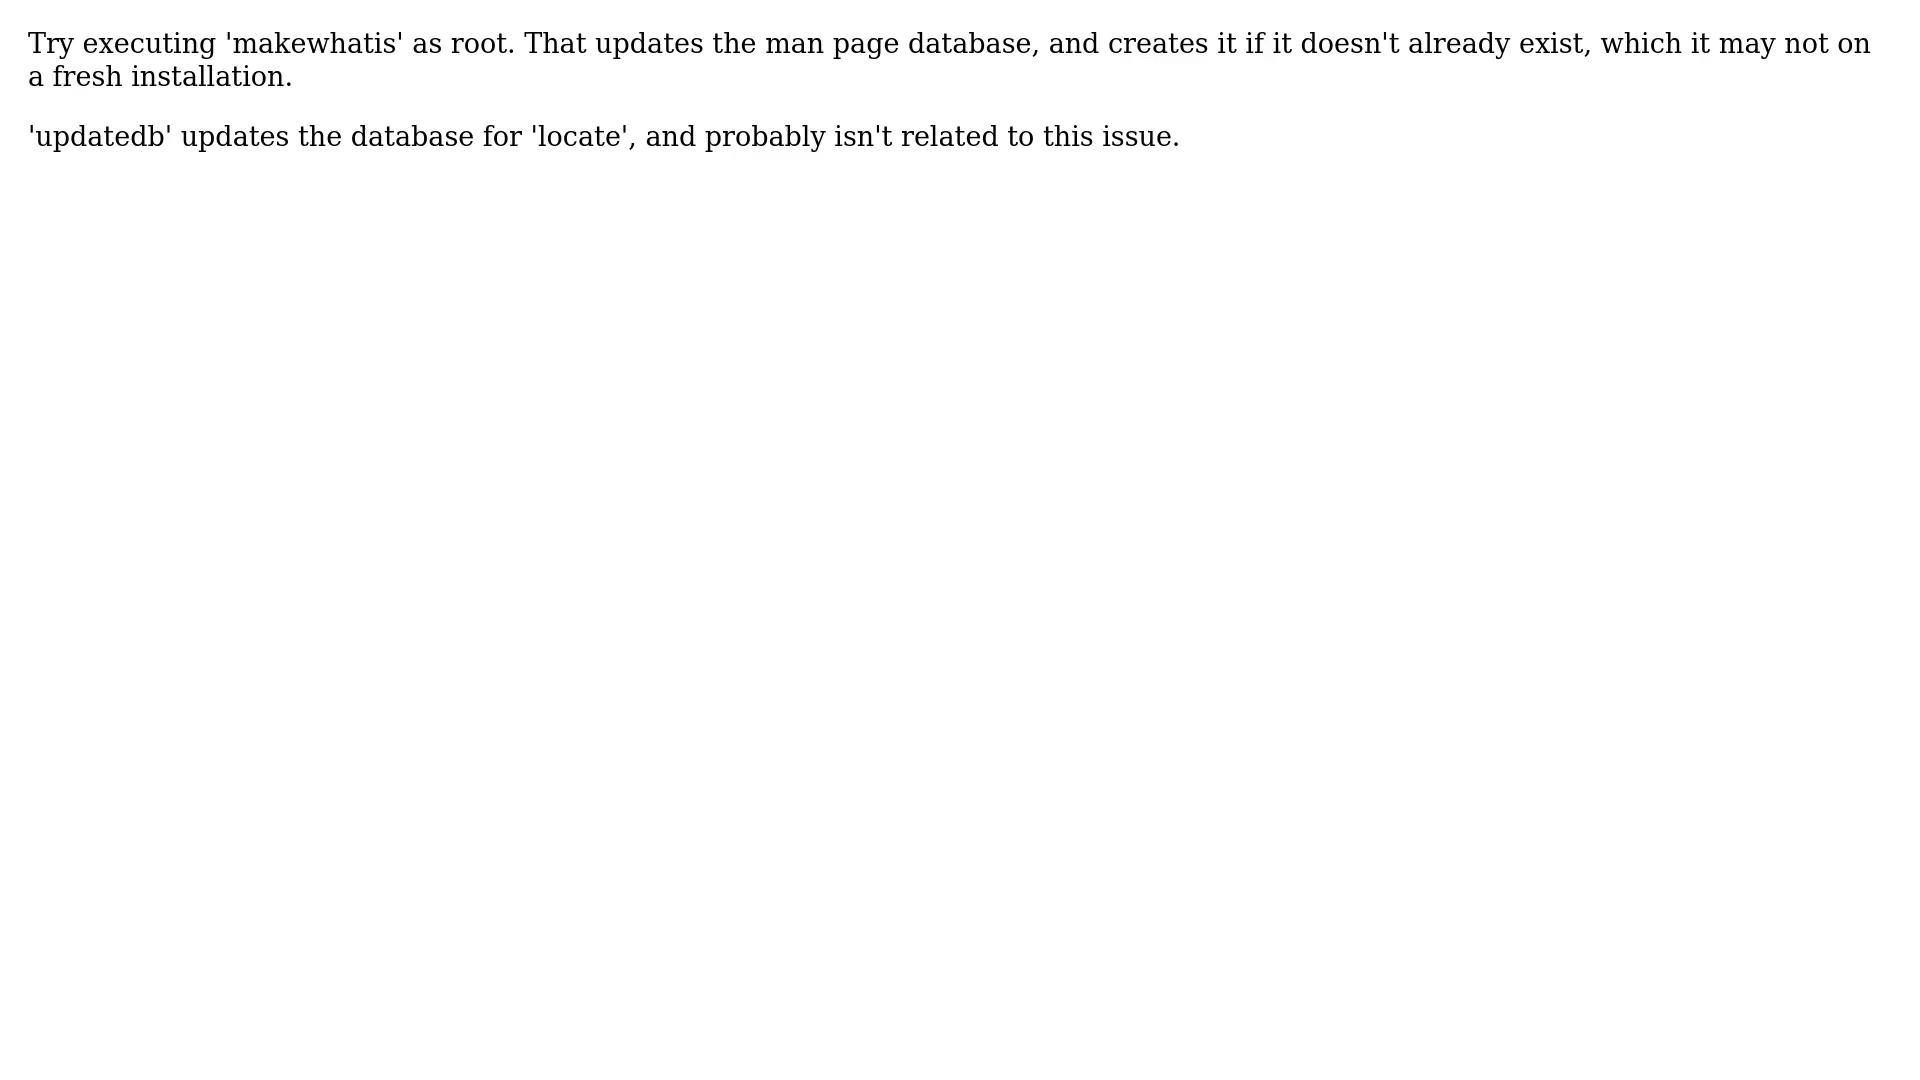 Try executing 'makewhatis' as root. That updates the man page database, and creates it if it doesn't already exist, which it may not on
a fresh installation.
'updatedb' updates the database for 'locate', and probably isn't related to this issue.